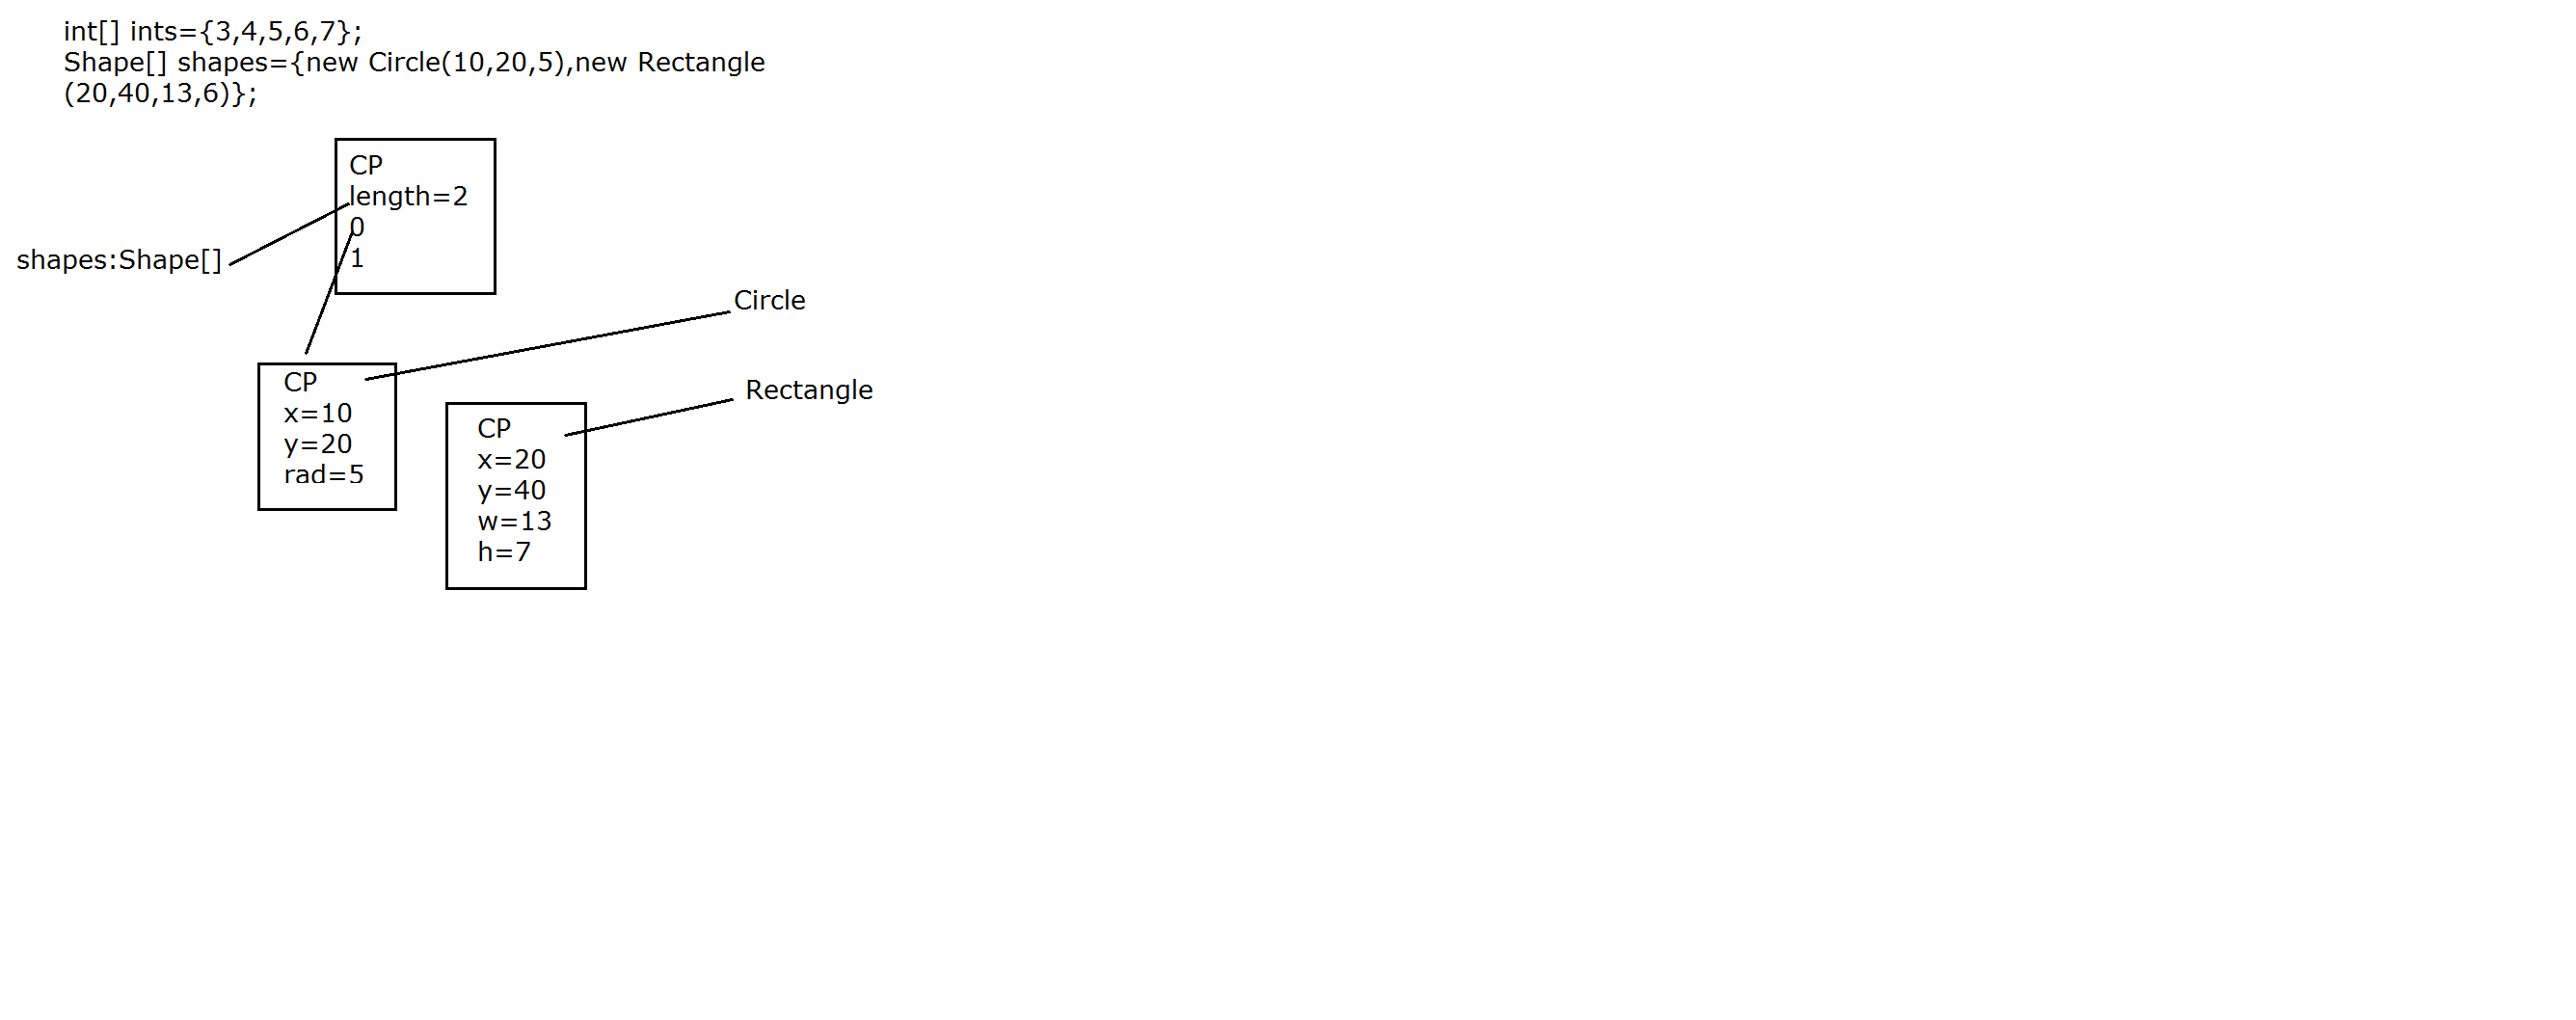 int[] ints={3,4,5,6,7};
Shape[] shapes={new Circle(10,20,5),new Rectangle
(20,40,13,6)};
CP
length=2
0
1
shapes:Shape[]
Circle
CP
x=10
y=20
rad=5
Rectangle
CP
x=20
y=40
w=13
h=7